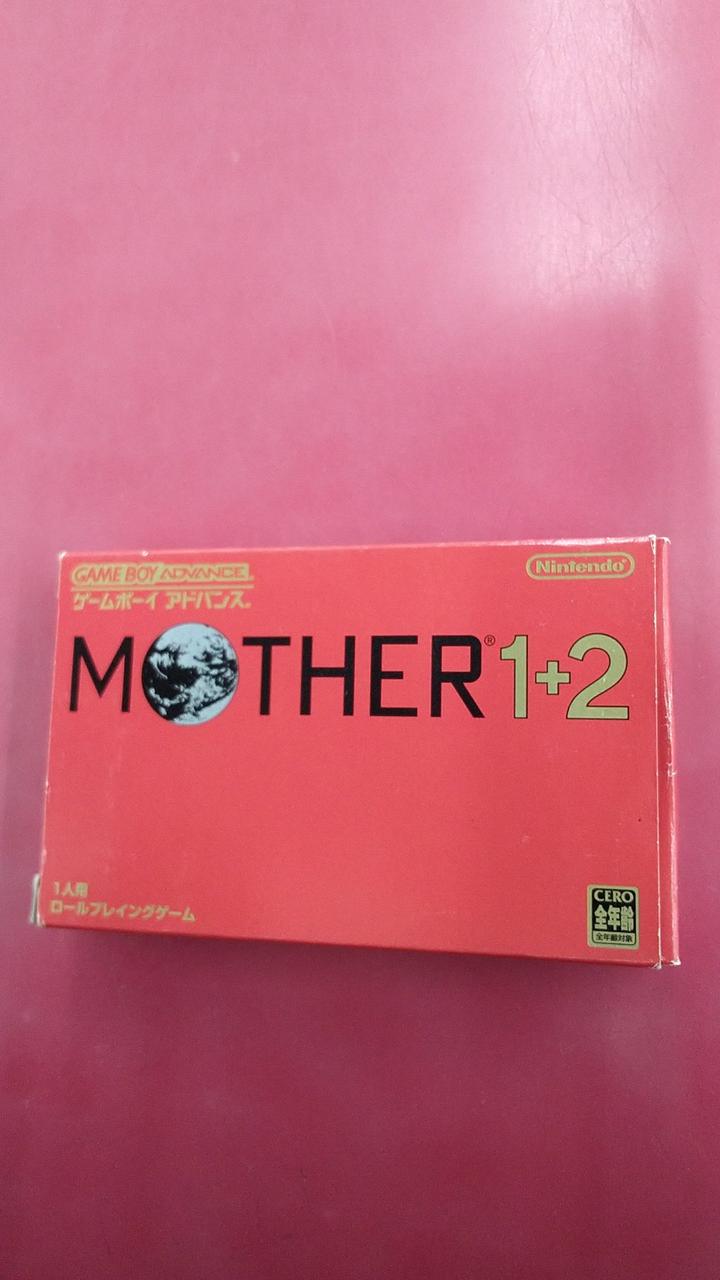 GAME BOY ADVANCE
Nintendo®
ゲームボーイ アドバンス®
MOTHER® 1+2
1人用
ロールプレイングゲーム
CERO
全年齢
全年齢対象